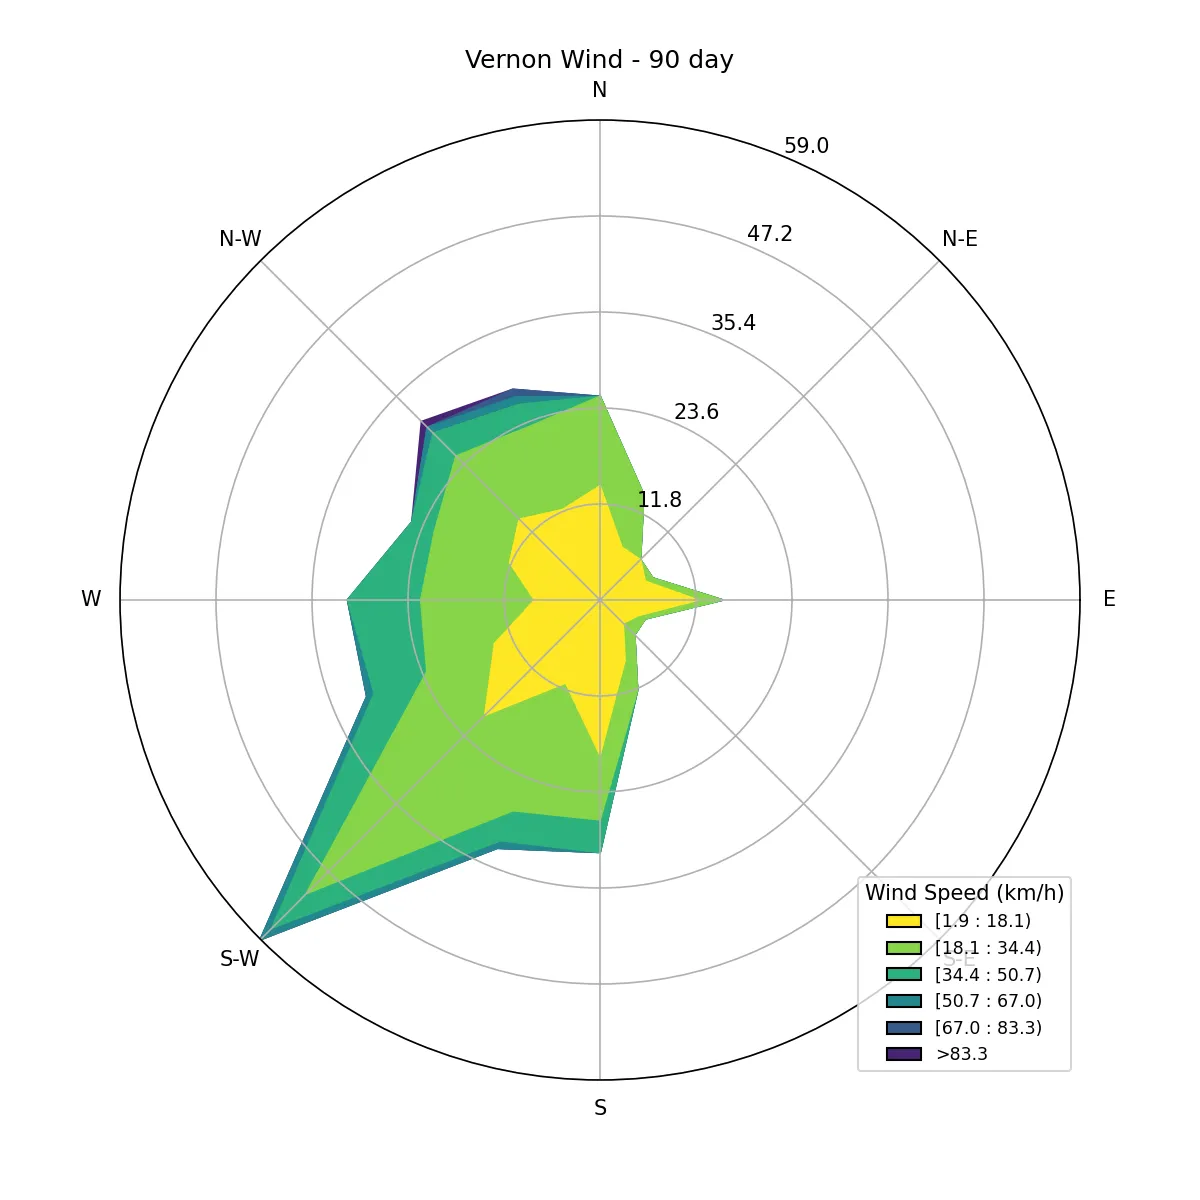 Vernon Wind - 90 day
N
59.0
47.2
N-W
N-E
35.4
23.6
11.8
W
E
S-W
S-E
Wind Speed (km/h)
[1.9 : 18.1)
[18.1 : 34.4)
[34.4 : 50.7)
[50.7 : 67.0)
[67.0 : 83.3)
>83.3
S